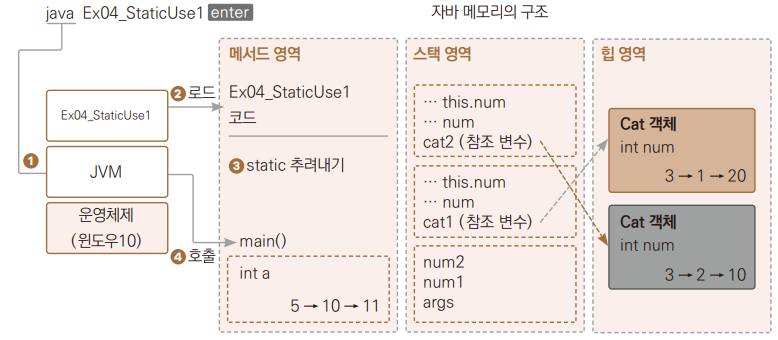 java Ex04_StaticUse1 enter
자바 메모리의 구조
Ex04_StaticUse1
JVM
운영체제
(윈도우10)
❶
❷ 로드
❹ 호출
메서드 영역
Ex04_StaticUse1
코드
❸ static 추려내기
main()
int a
5 → 10 → 11
스택 영역
… this.num
… num
cat2 (참조 변수)
… this.num
… num
cat1 (참조 변수)
num2
num1
args
힙 영역
Cat 객체
int num
3 → 1 → 20
Cat 객체
int num
3 → 2 → 10